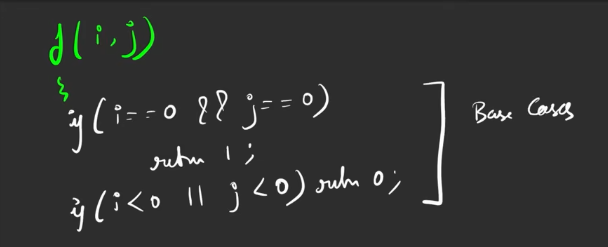 f(i,j)
{
if(i==0 && j==0)
return 1;
if(i<0 || j<0) return 0;
Base Cases